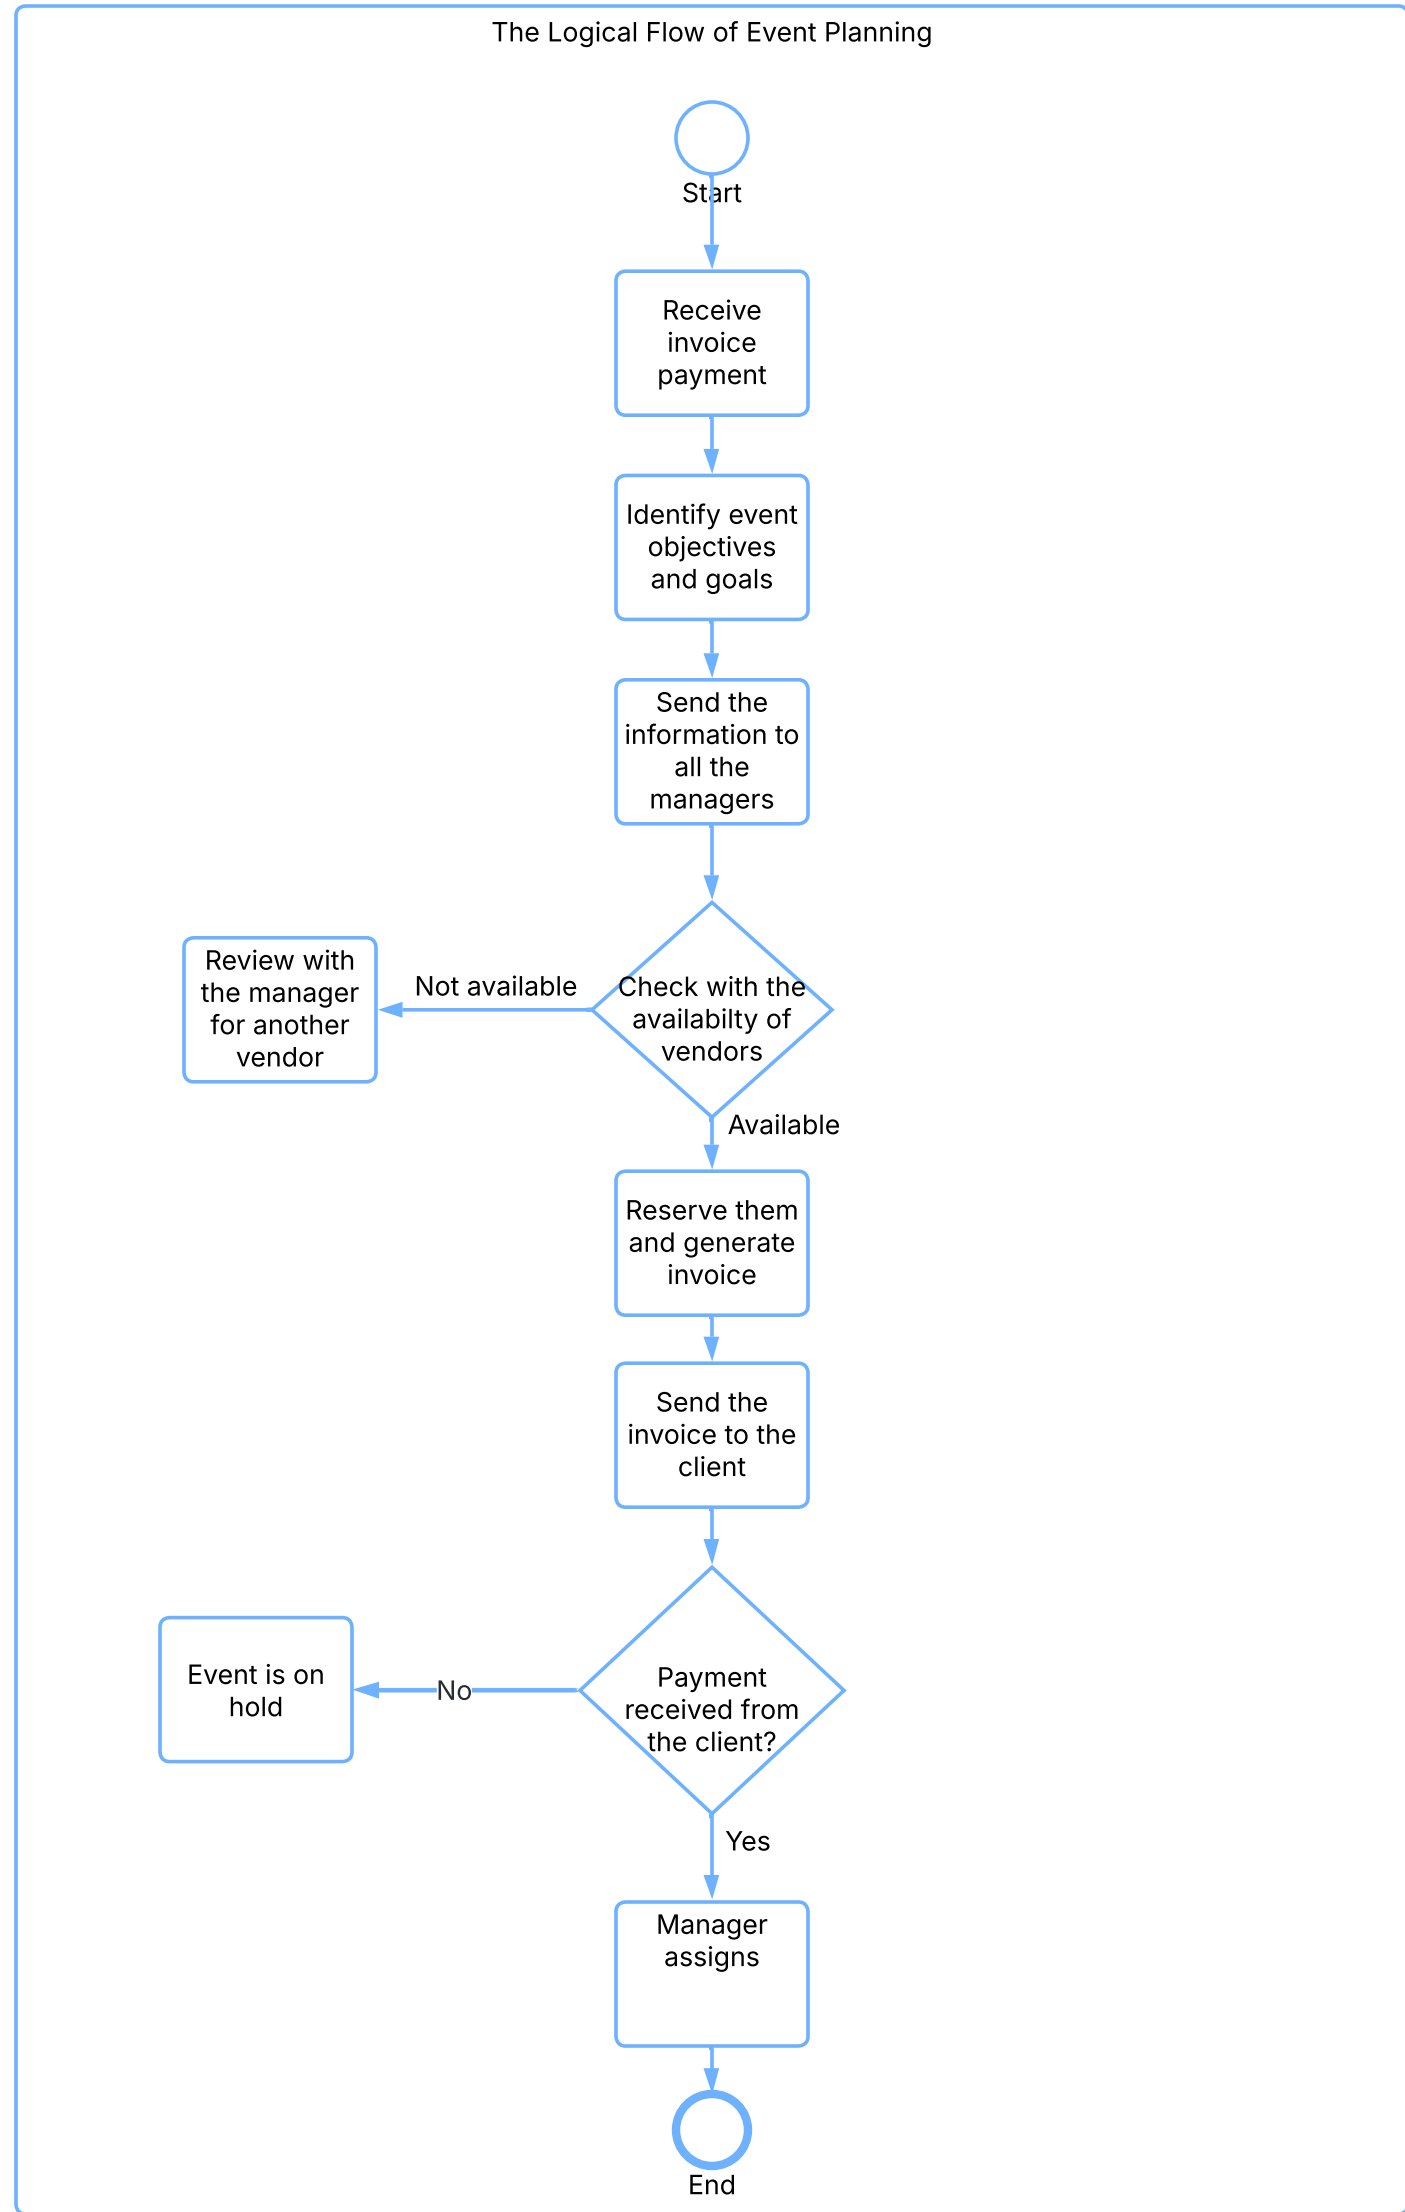 The Logical Flow of Event Planning
Start
Receive
invoice
payment
Identify event
objectives
and goals
Send the
information to
all the
managers
Review with
the manager
for another
vendor
Not available
Check with the
availabilty of
vendors
Available
Reserve them
and generate
invoice
Send the
invoice to the
client
Event is on
hold
No
Payment
received from
the client?
Yes
Manager
assigns
End